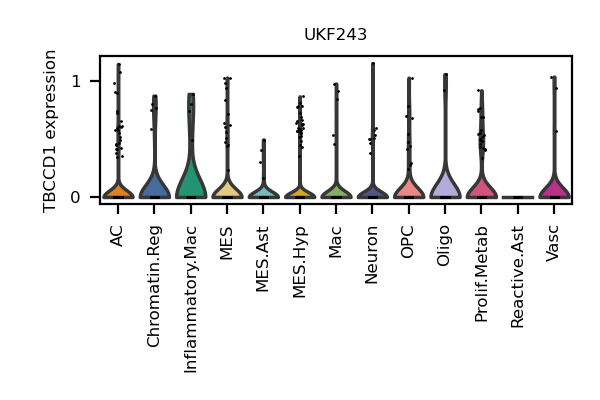 UKF243
TBCCD1 expression
1
0
AC
Chromatin.Reg
Inflammatory.Mac
MES
MES.Ast
MES.Hyp
Mac
Neuron
OPC
Oligo
Prolif.Metab
Reactive.Ast
Vasc